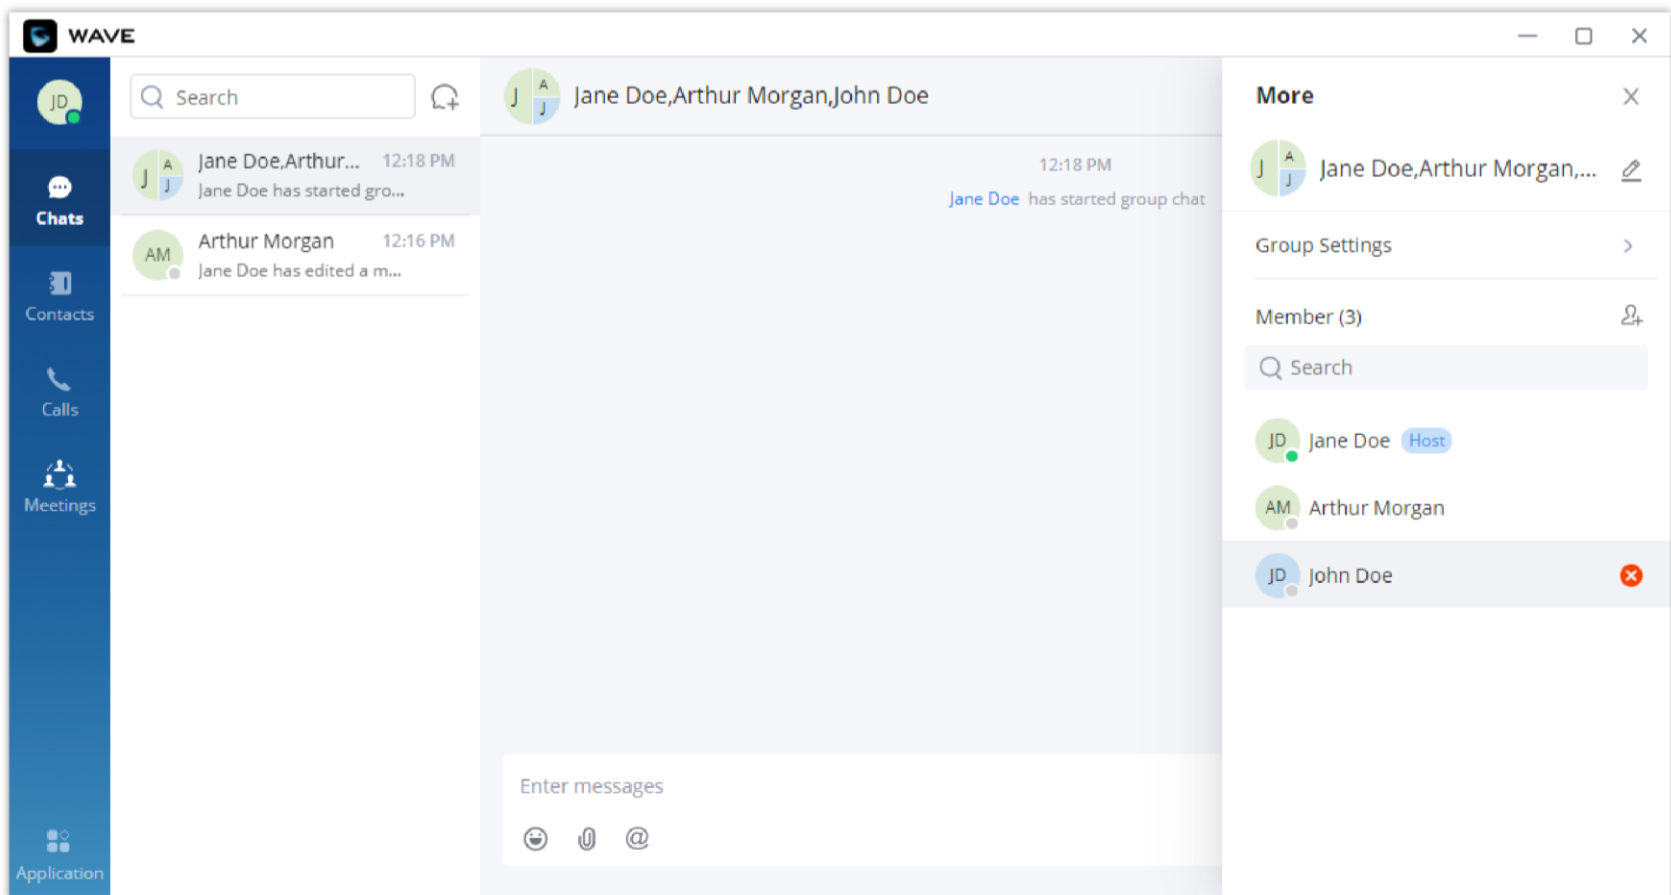 WAVE
JD
Chats
Contacts
Calls
Meetings
Application
Search
J A J
Jane Doe,Arthur... 12:18 PM
Jane Doe has started gro...
AM
Arthur Morgan 12:16 PM
Jane Doe has edited a m...
J A J
Jane Doe,Arthur Morgan,John Doe
12:18 PM
Jane Doe has started group chat
Enter messages
@
More
J A J
Jane Doe,Arthur Morgan,...
Group Settings
Member (3)
Search
JD Jane Doe Host
AM Arthur Morgan
JD John Doe